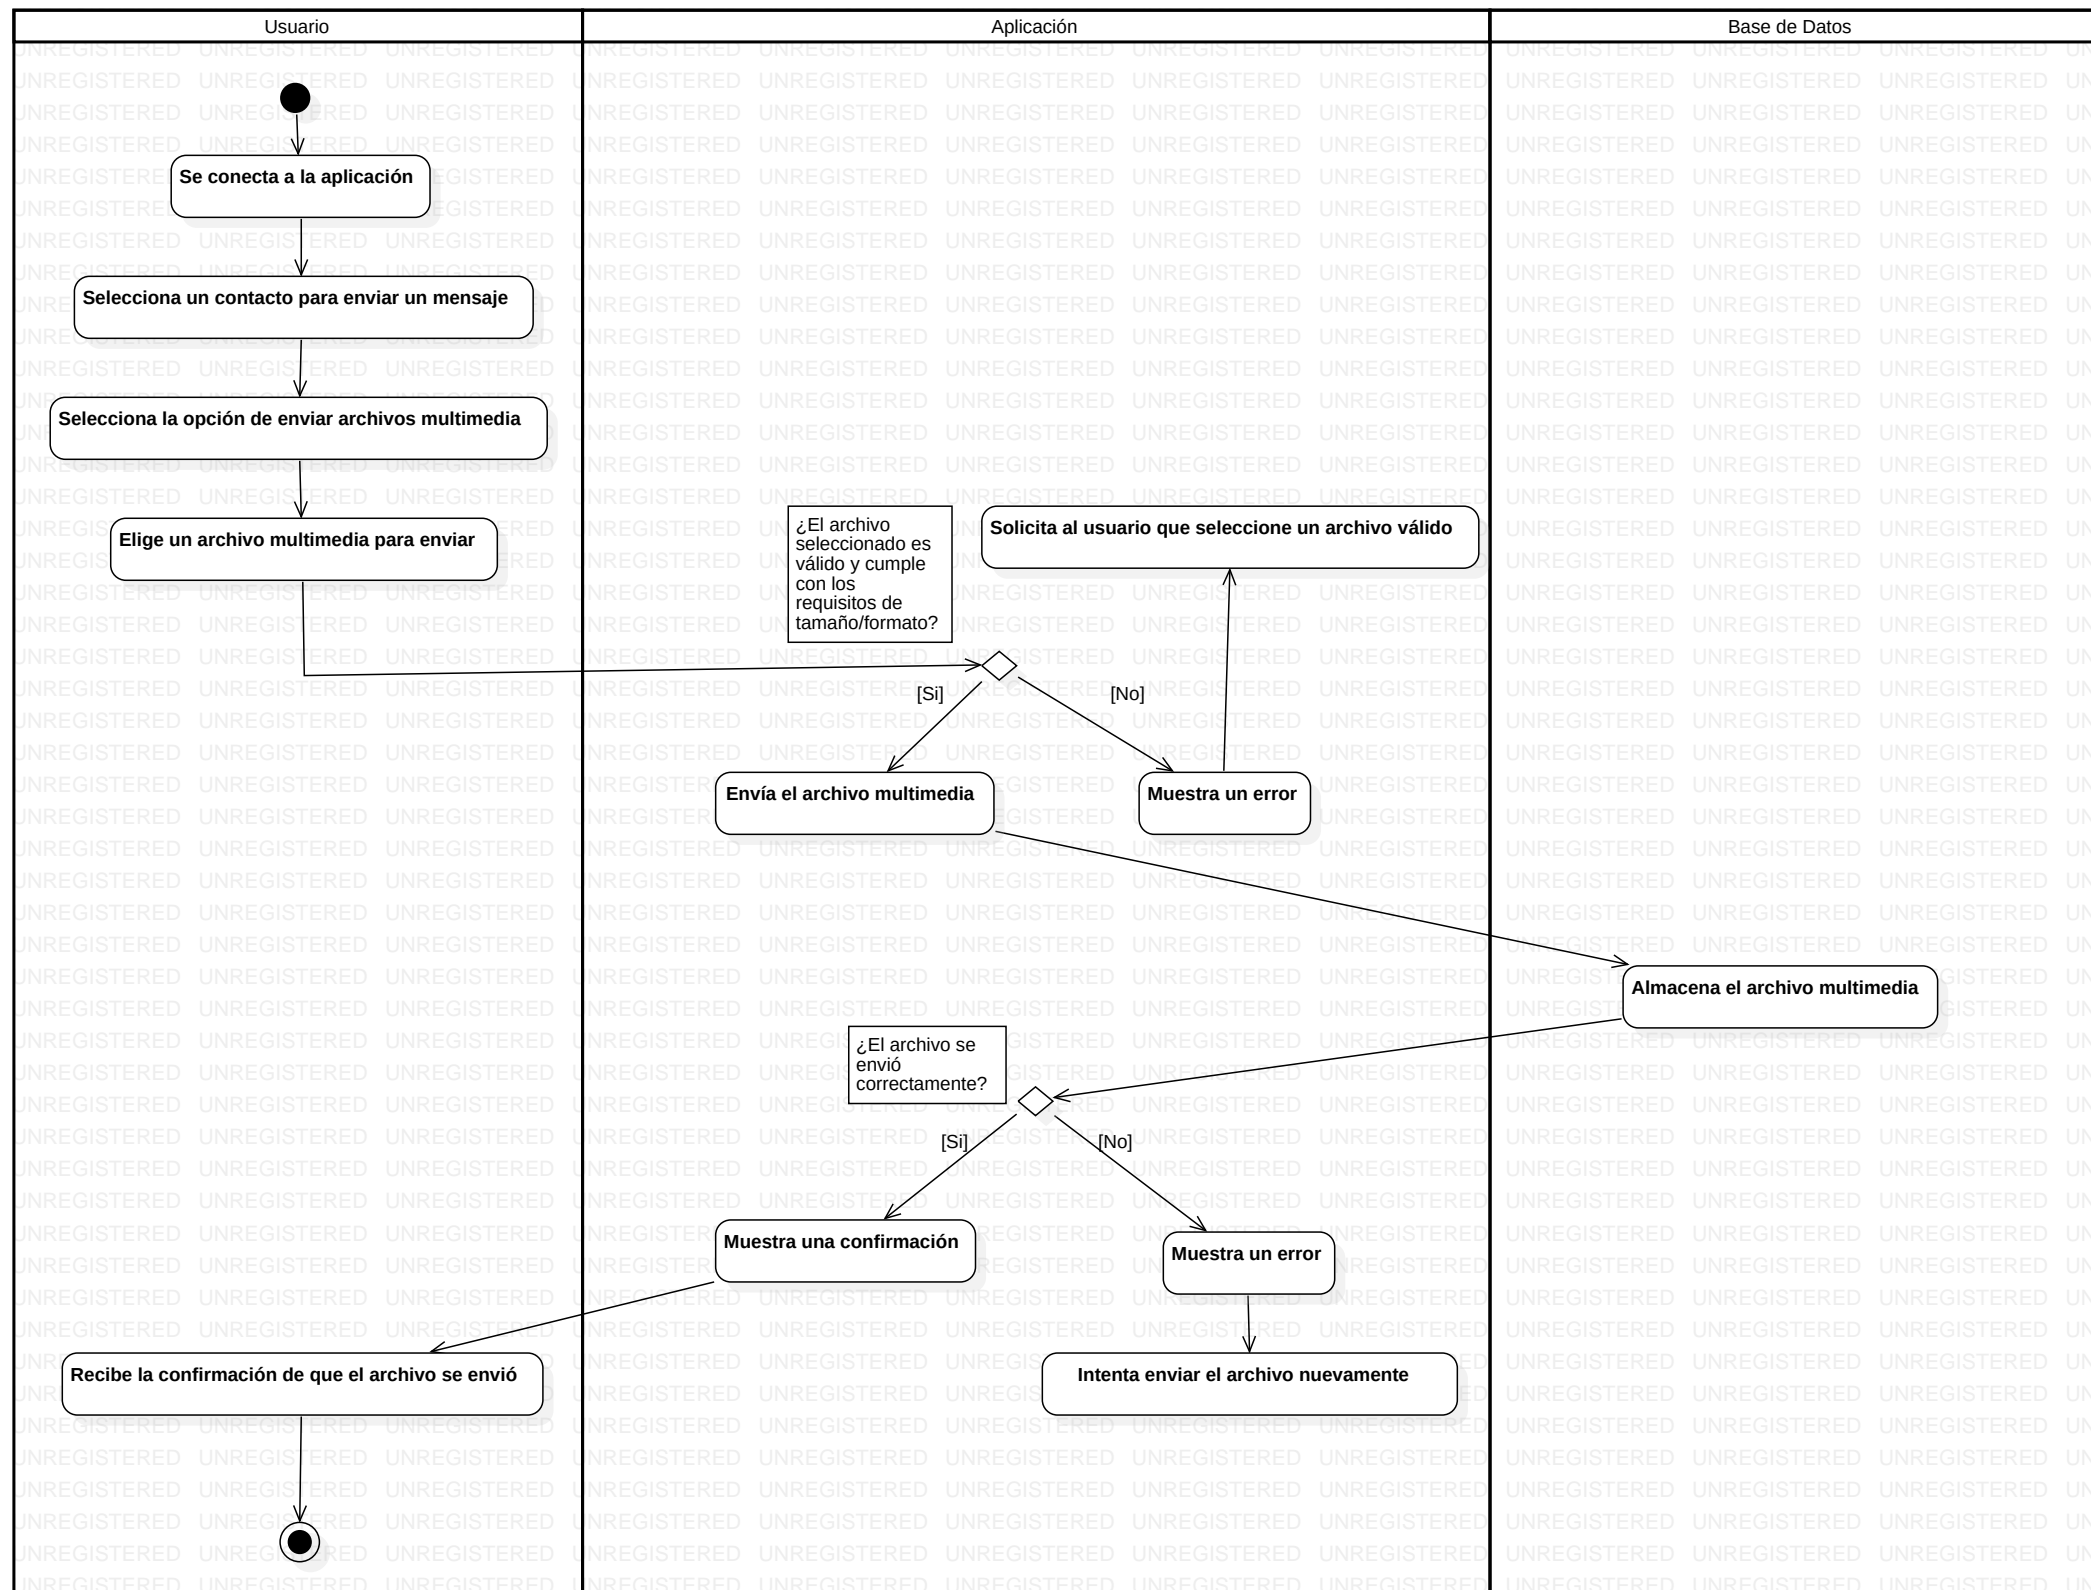 Usuario
Aplicación
Base de Datos
Se conecta a la aplicación
Selecciona un contacto para enviar un mensaje
Selecciona la opción de enviar archivos multimedia
Elige un archivo multimedia para enviar
¿El archivo
seleccionado es
válido y cumple
con los
requisitos de
tamaño/formato?
Solicita al usuario que seleccione un archivo válido
[Si]
[No]
Envía el archivo multimedia
Muestra un error
Almacena el archivo multimedia
¿El archivo se
envió
correctamente?
[Si]
[No]
Muestra una confirmación
Muestra un error
Recibe la confirmación de que el archivo se envió
Intenta enviar el archivo nuevamente
UNREGISTERED